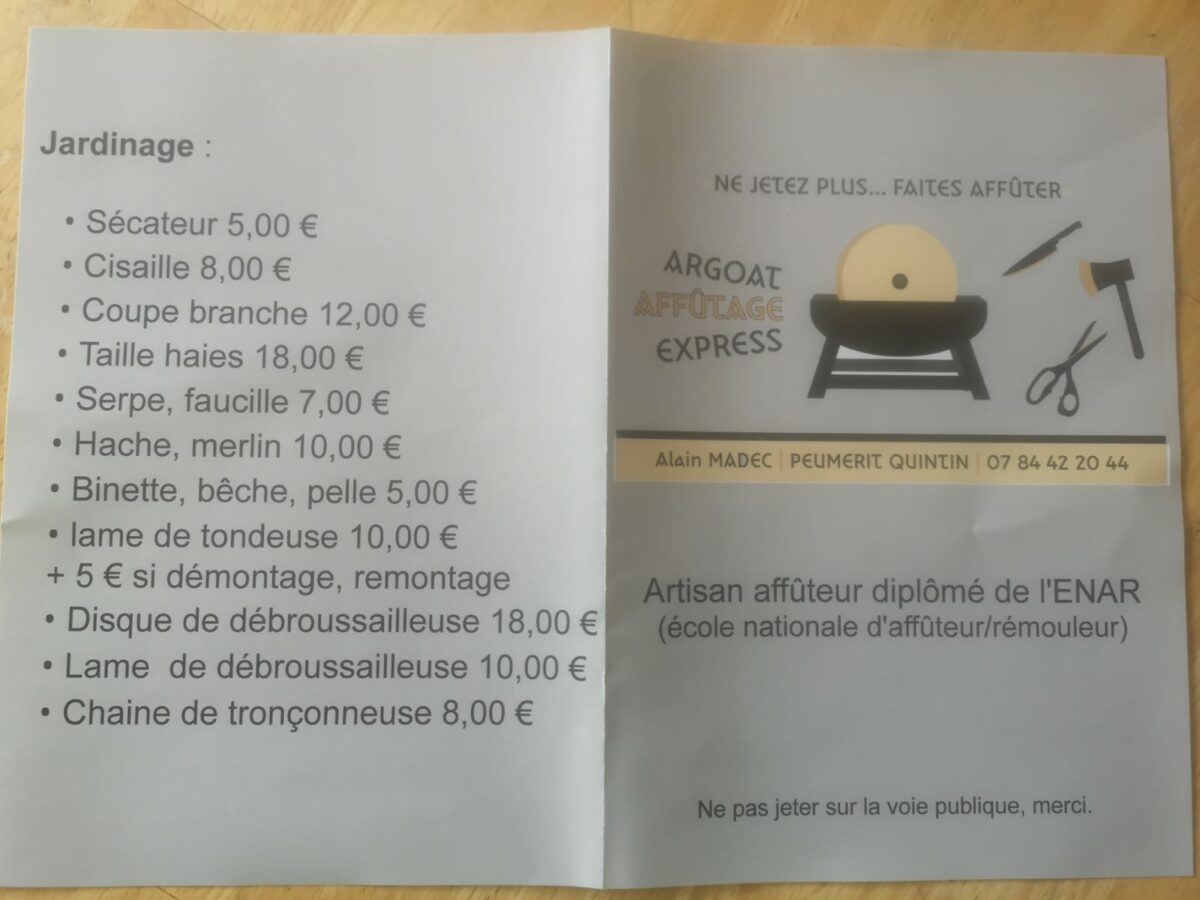 Jardinage :
• Sécateur 5,00 €
• Cisaille 8,00 €
• Coupe branche 12,00 €
• Taille haies 18,00 €
• Serpe, faucille 7,00 €
• Hache, merlin 10,00 €
• Binette, bêche, pelle 5,00 €
• lame de tondeuse 10,00 €
+ 5 € si démontage, remontage
• Disque de débroussailleuse 18,00 €
• Lame de débroussailleuse 10,00 €
• Chaine de tronçonneuse 8,00 €
NE JETEZ PLUS... FAITES AFFÛTER
ARGOAT
AFFÛTAGE
EXPRESS
Alain MADEC | PEUMERIT QUINTIN | 07 84 42 20 44
Artisan affûteur diplômé de l'ENAR
(école nationale d'affûteur/rémouleur)
Ne pas jeter sur la voie publique, merci.